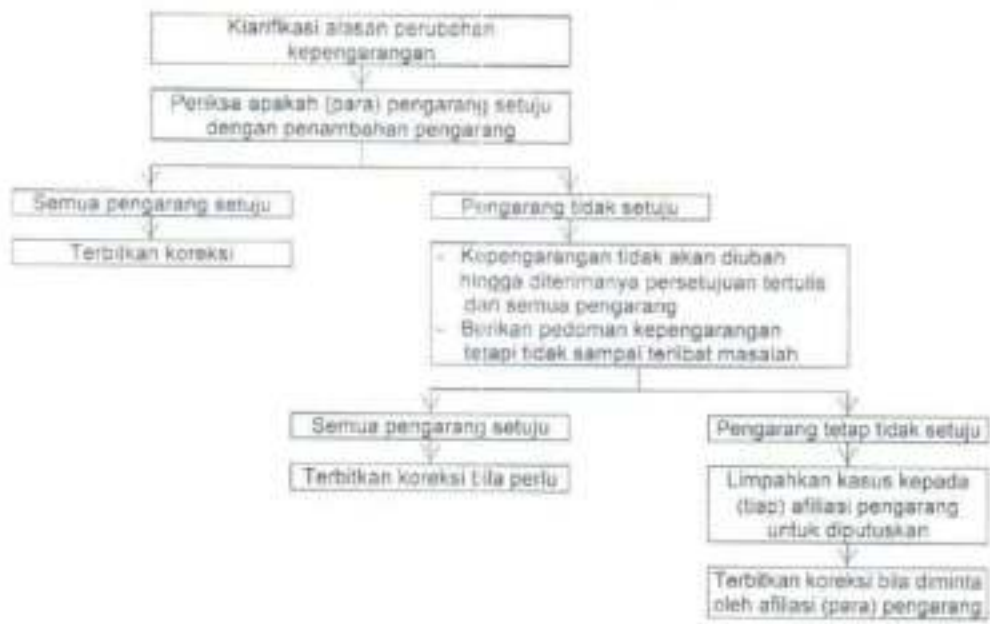 Klarifikasi alasan perubahan
kepengarangan
Periksa apakah (para) pengarang setuju
dengan penambahan pengarang
Semua pengarang setuju
Pengarang tidak setuju
Terbitkan koreksi
- Kepengarangan tidak akan diubah
hingga diterimanya persetujuan tertulis
dari semua pengarang
- Berikan pedoman kepengarangan
tetapi tidak sampai terlibat masalah
Semua pengarang setuju
Pengarang tetap tidak setuju
Terbitkan koreksi bila perlu
Limpahkan kasus kepada
(tiap) afiliasi pengarang
untuk diputuskan
Terbitkan koreksi bila diminta
oleh afiliasi (para) pengarang